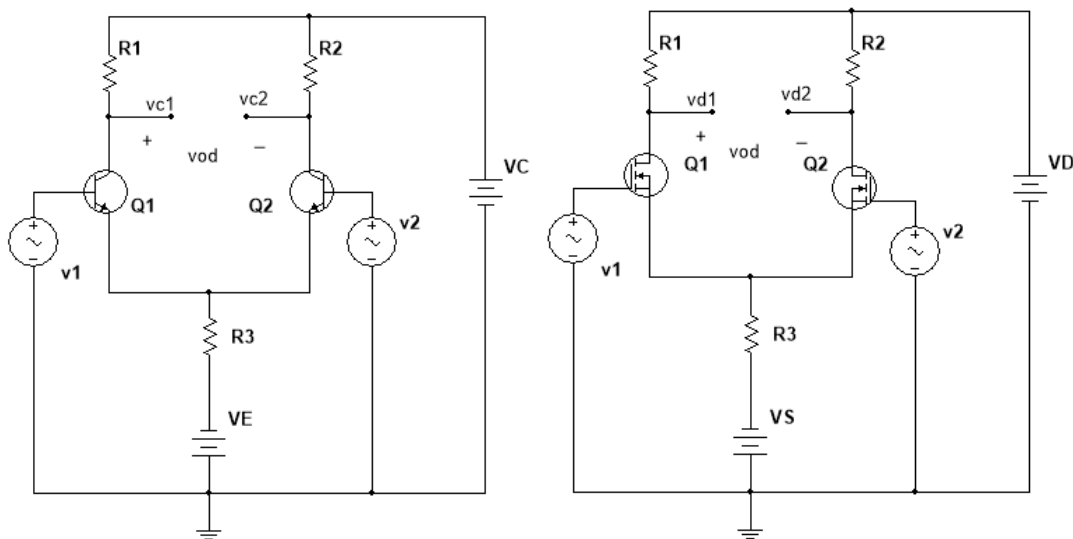 R1
R2
vc1
vc2
+
vod
−
Q1
Q2
VC
+
−
v1
+
−
v2
R3
VE
R1
R2
vd1
vd2
+
vod
−
Q1
Q2
VD
+
−
v1
+
−
v2
R3
VS